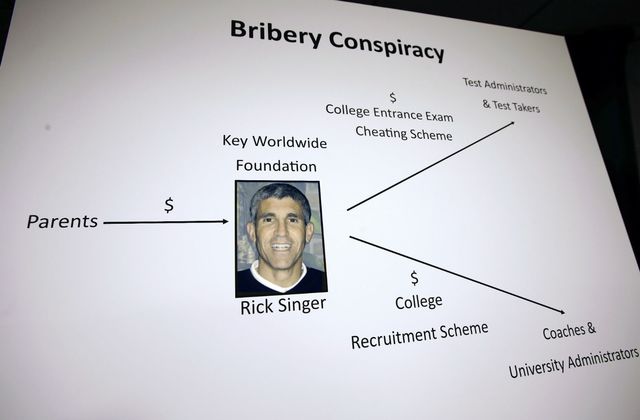 Bribery Conspiracy
Test Administrators
& Test Takers
$
College Entrance Exam
Cheating Scheme
Key Worldwide
Foundation
$
Parents
Rick Singer
$
College
Recruitment Scheme
Coaches &
University Administrators